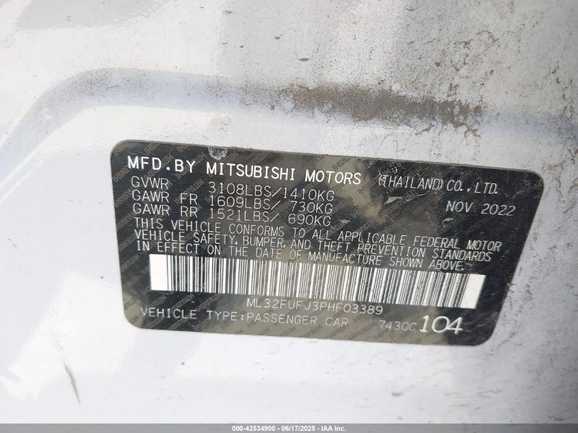 MFD.BY MITSUBISHI MOTORS (THAILAND)CO.,LTD.
GVWR 3108LBS/1410KG NOV 2022
GAWR FR 1609LBS/ 730KG
GAWR RR 1521LBS/ 690KG
THIS VEHICLE CONFORMS TO ALL APPLICABLE FEDERAL MOTOR
VEHICLE SAFETY, BUMPER, AND THEFT PREVENTION STANDARDS
IN EFFECT ON THE DATE OF MANUFACTURE SHOWN ABOVE.
ML32FUFJ3PHF03389
VEHICLE TYPE:PASSENGER CAR 7430C104
000-42534900 - 06/17/2025 - IAA Inc.